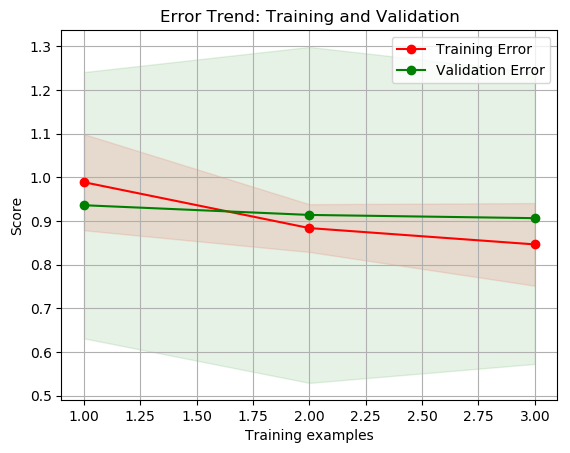 Error Trend: Training and Validation
Training Error
Validation Error
Score
1.3
1.2
1.1
1.0
0.9
0.8
0.7
0.6
0.5
1.00 1.25 1.50 1.75 2.00 2.25 2.50 2.75 3.00
Training examples